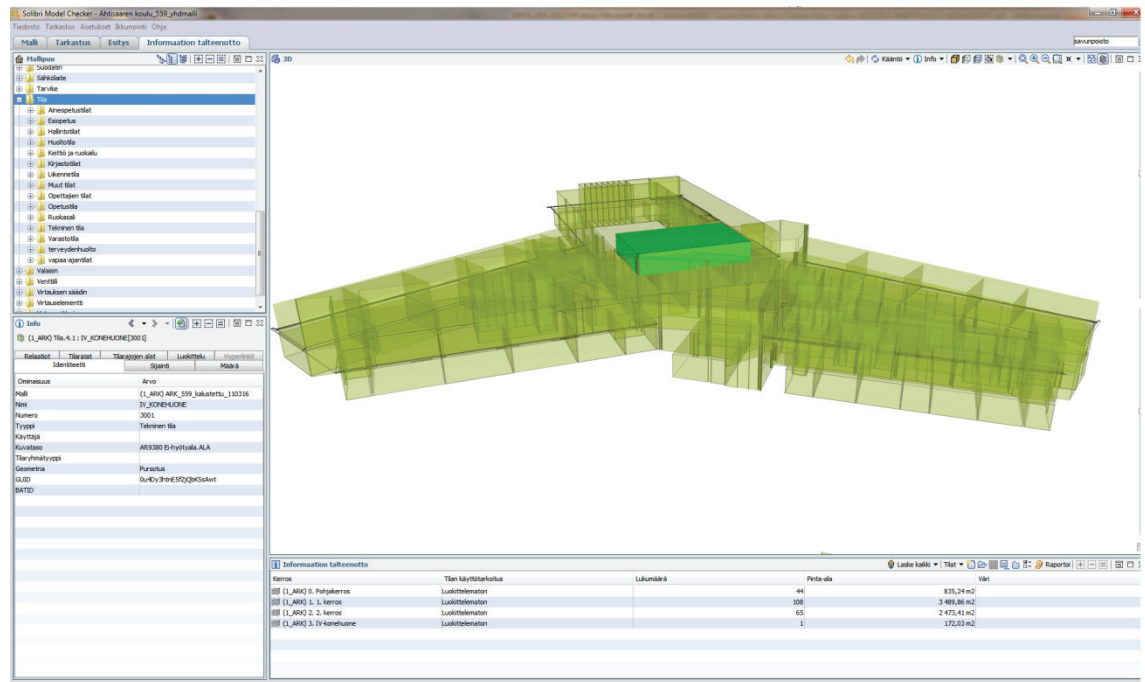 Solibri Model Checker - Ahtisaaren koulu_559_yhdmalli
Tiedosto Tarkastus Asetukset Ikkunointi Ohje
Malli Tarkastus Esitys Informaation talteenotto
savunpoisto
Mallipuu
Suodatin
Sähkölaite
Tarvike
Tila
Aineopetustilat
Esiopetus
Hallintotilat
Huoltotila
Keittiö ja ruokailu
Kirjastotilat
Liikennetila
Muut tilat
Opettajien tilat
Opetustila
Ruokasali
Tekninen tila
Varastotila
terveydenhuolto
vapaa-ajantilat
Valaisin
Venttiili
Virtauksen säädin
Virtauselementti
3D
Kääntö Info
Info
(1_ARK) Tila.4.1 : IV_KONEHUONE[3001]
Relaatiot Tilaralat Tilarajojen alat Luokittelu Hyperlinkit
Identiteetti Sijainti Määrä
Ominaisuus Arvo
Malli (1_ARK) ARK_559_kalustettu_110316
Nimi IV_KONEHUONE
Numero 3001
Tyyppi Tekninen tila
Käyttäjä
Kuvataso AR9380 Ei-hyötyala.ALA
Tilaryhmätyyppi
Geometria Pursotus
GUID
BATID
Informaation talteenotto
Laske kaikki Tilat Raportoi
Kerros Tilan käyttötarkoitus Lukumäärä Pinta-ala Väri
(1_ARK) 0. Pohjakerros Luokittelematon 44 835,24 m2
(1_ARK) 1. 1. kerros Luokittelematon 108 3 489,86 m2
(1_ARK) 2. 2. kerros Luokittelematon 65 2 473,41 m2
(1_ARK) 3. IV-konehuone Luokittelematon 1 172,03 m2